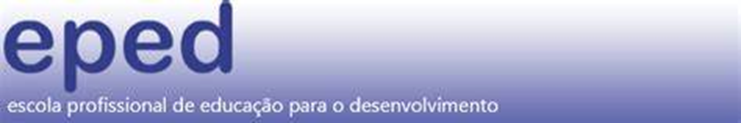 eped
escola profissional de educação para o desenvolvimento